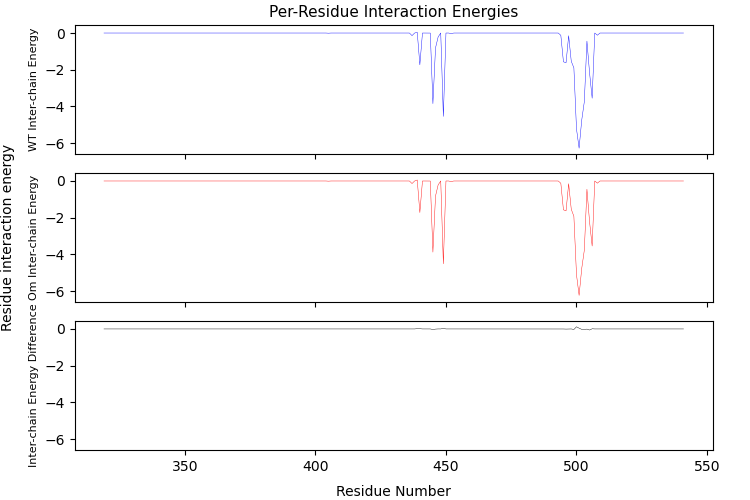 Per-Residue Interaction Energies
Residue interaction energy
WT Inter-chain Energy
0
−2
−4
−6
Om Inter-chain Energy
0
−2
−4
−6
Inter-chain Energy Difference
0
−2
−4
−6
350
400
450
500
550
Residue Number